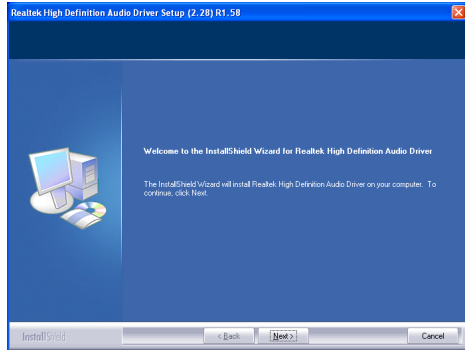 Realtek High Definition Audio Driver Setup (2.28) R1.58
Welcome to the InstallShield Wizard for Realtek High Definition Audio Driver
The InstallShield Wizard will install Realtek High Definition Audio Driver on your computer. To
continue, click Next.
InstallShield
< Back
Next >
Cancel